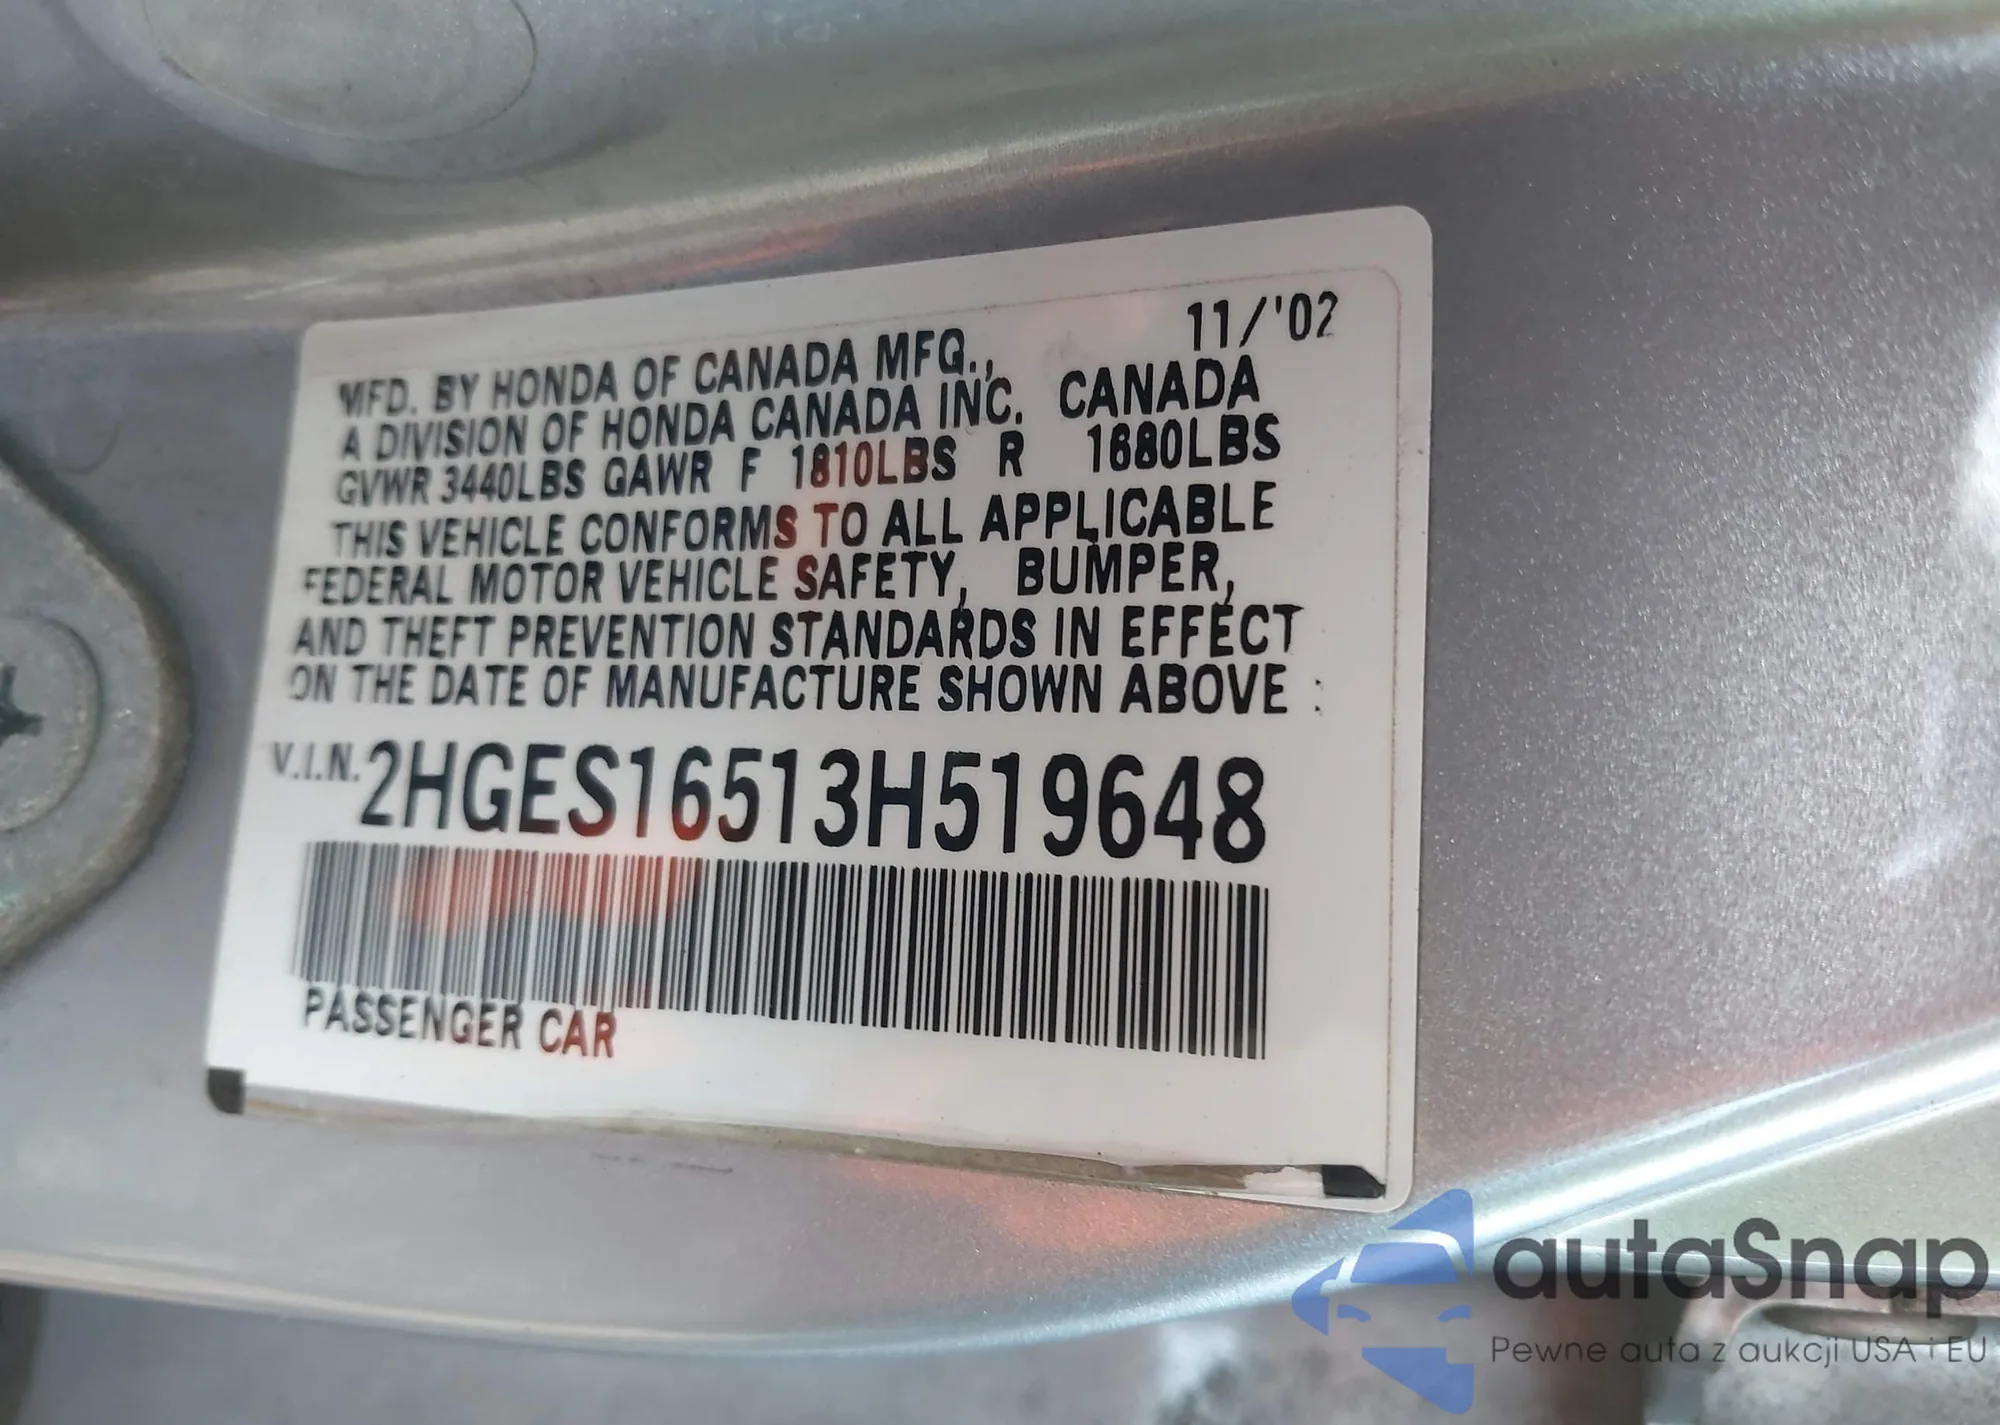 11/'02
MFD. BY HONDA OF CANADA MFG.,
A DIVISION OF HONDA CANADA INC. CANADA
GVWR 3440LBS GAWR F 1810LBS R 1680LBS
THIS VEHICLE CONFORMS TO ALL APPLICABLE
FEDERAL MOTOR VEHICLE SAFETY, BUMPER,
AND THEFT PREVENTION STANDARDS IN EFFECT
ON THE DATE OF MANUFACTURE SHOWN ABOVE :
V.I.N. 2HGES16513H519648
PASSENGER CAR
autaSnap
Pewne auta z aukcji USA i EU